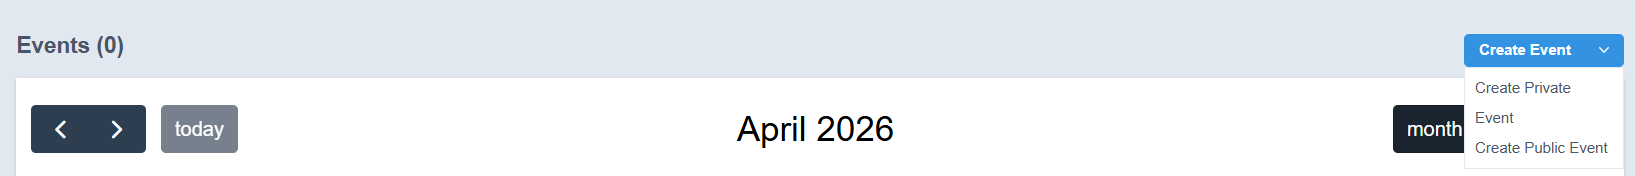 Events (0)
Create Event
Create Private
Event
Create Public Event
today
April 2026
month